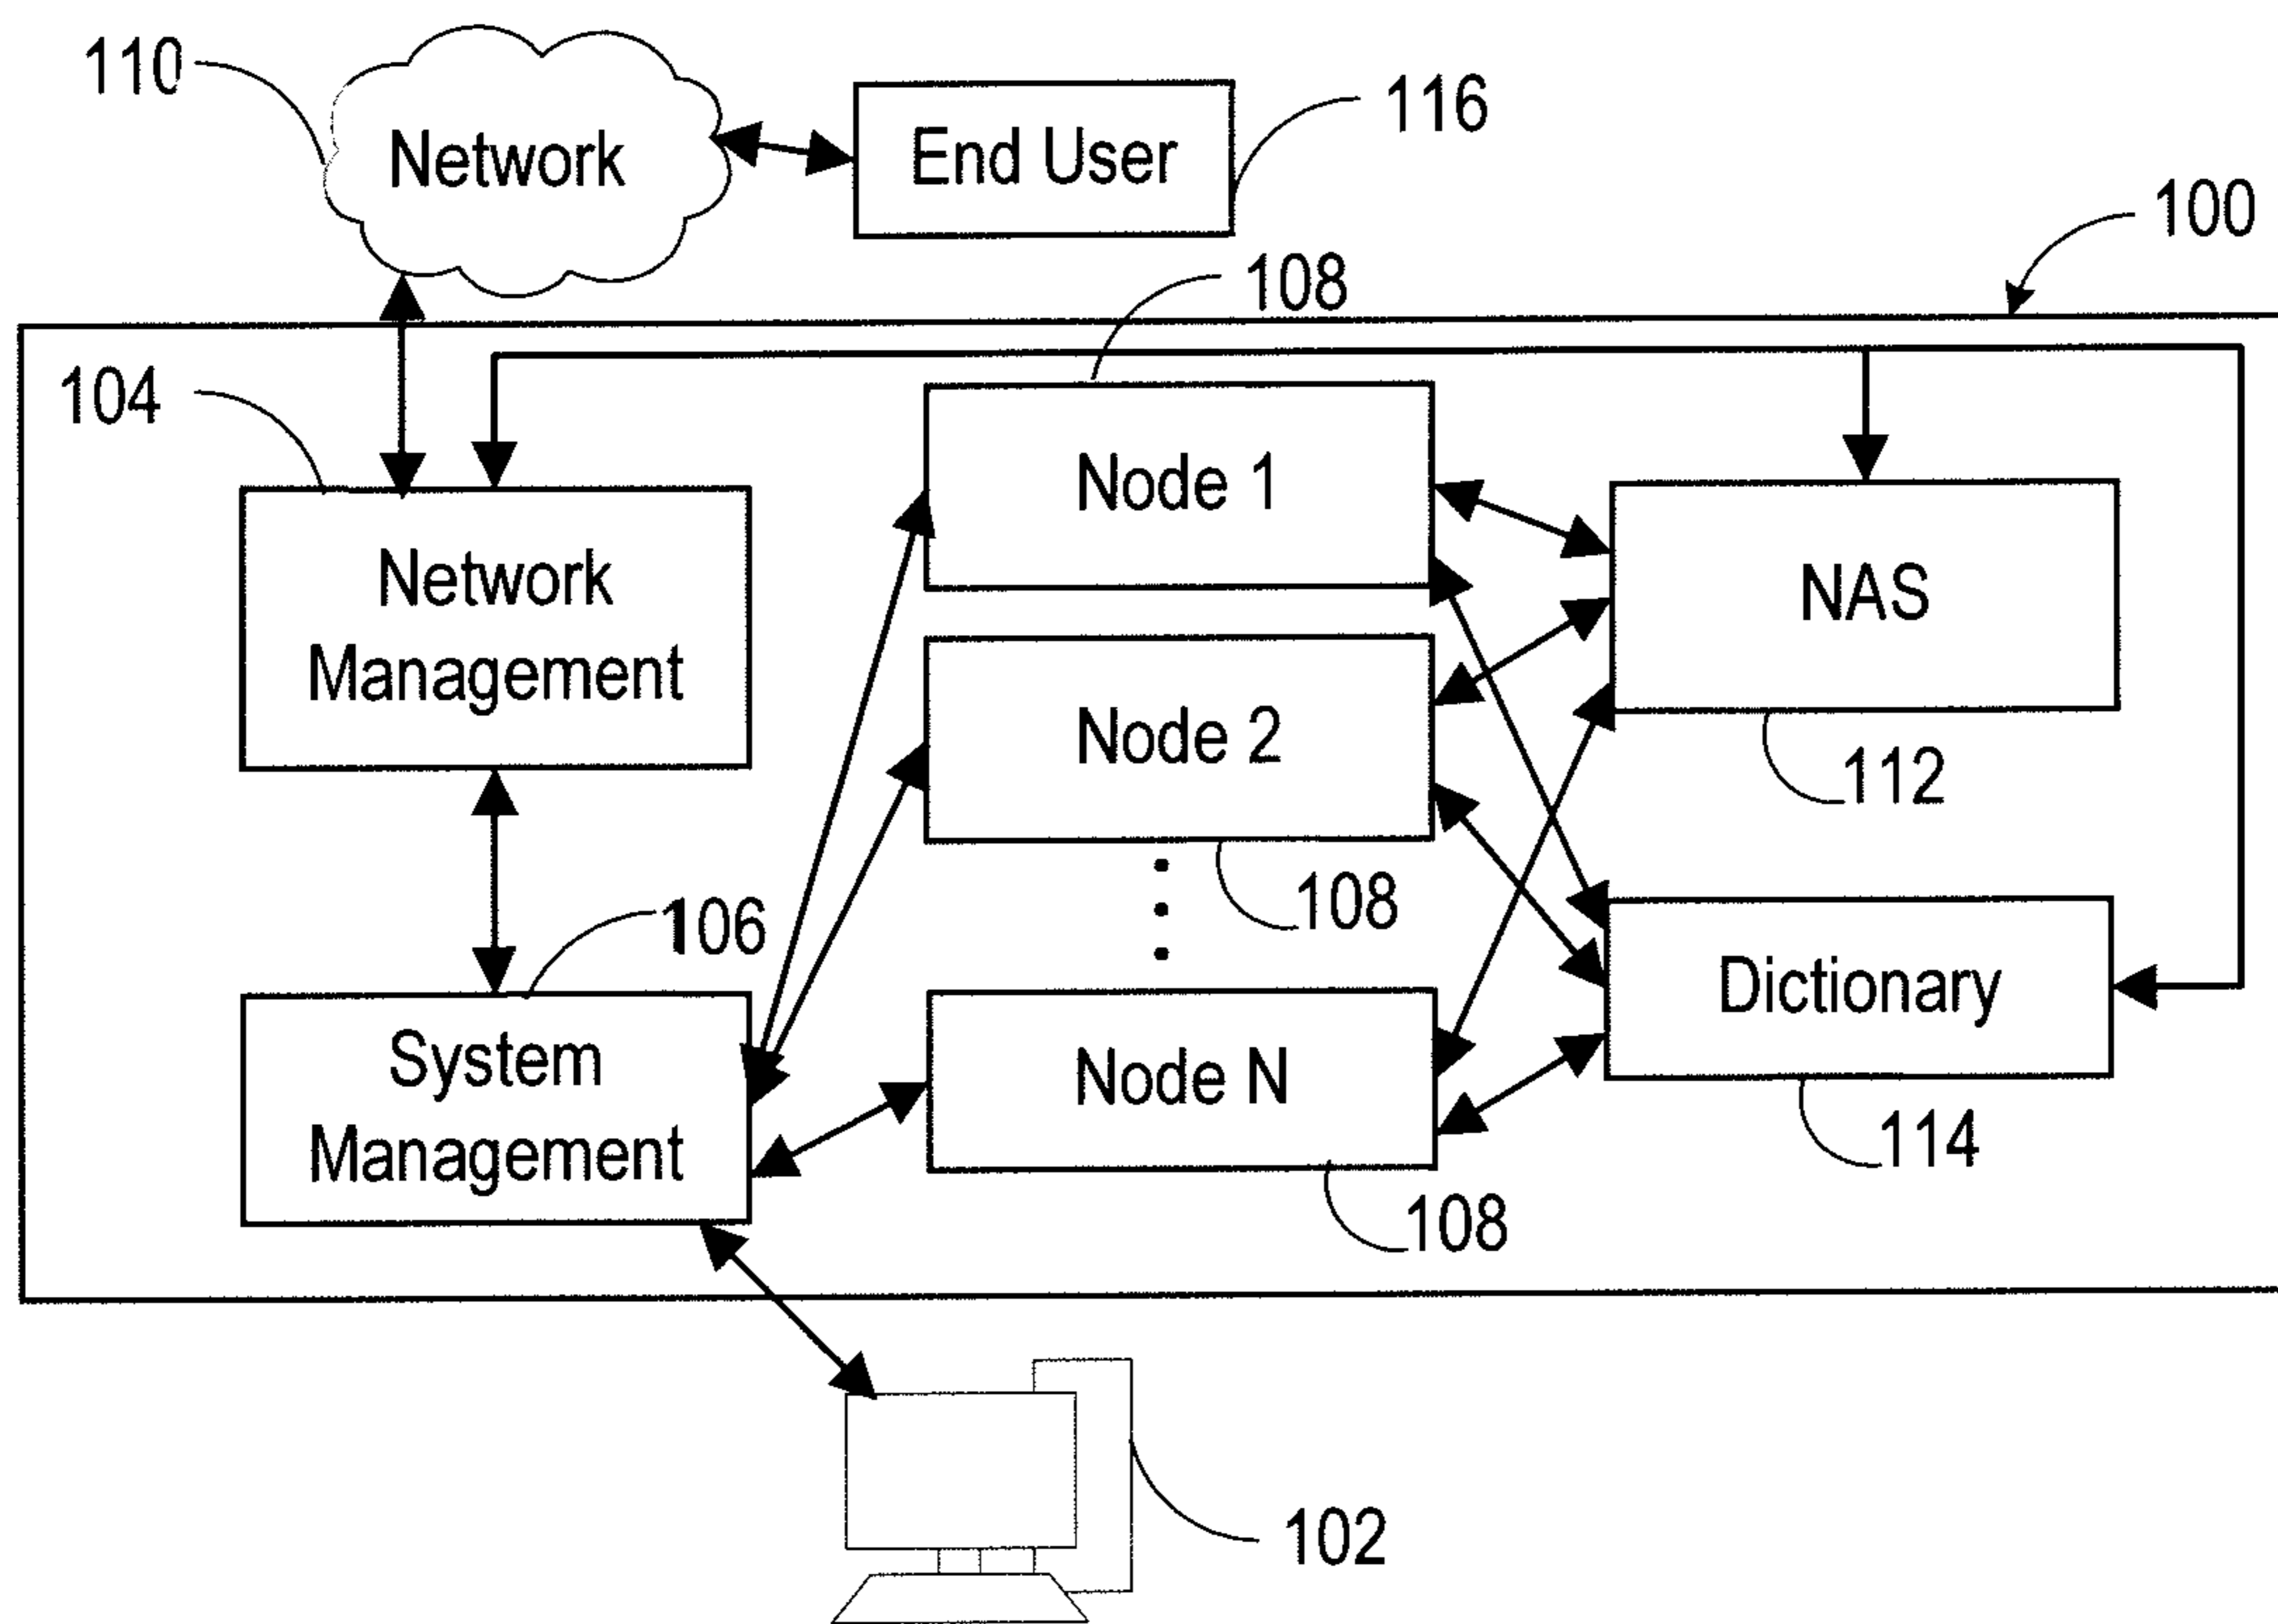 110
Network
End User
116
100
108
104
Node 1
Network
Management
NAS
Node 2
112
108
106
Dictionary
System
Management
Node N
114
108
102